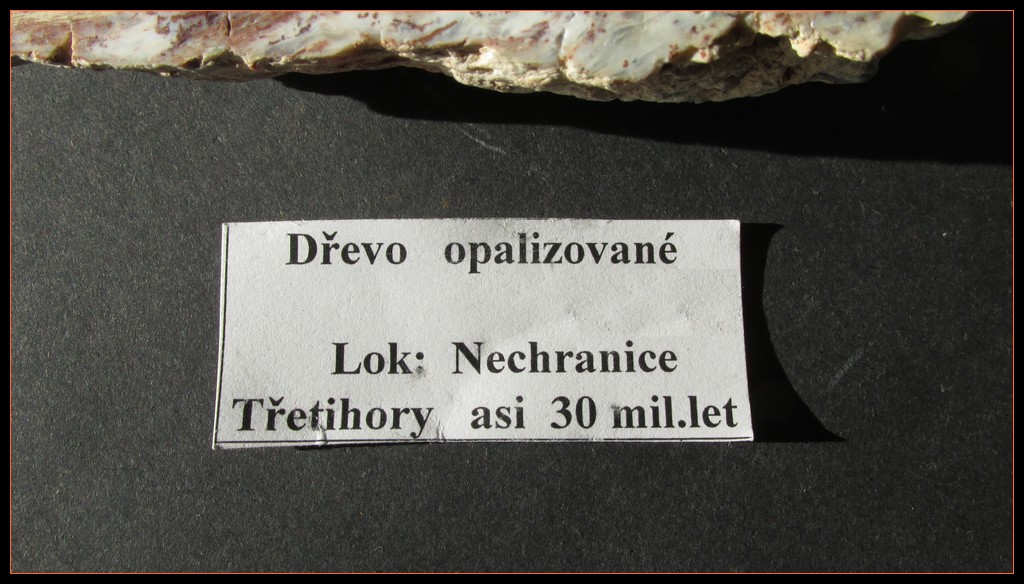 Dřevo opalizované
Lok: Nechranice
Třetihory asi 30 mil.let